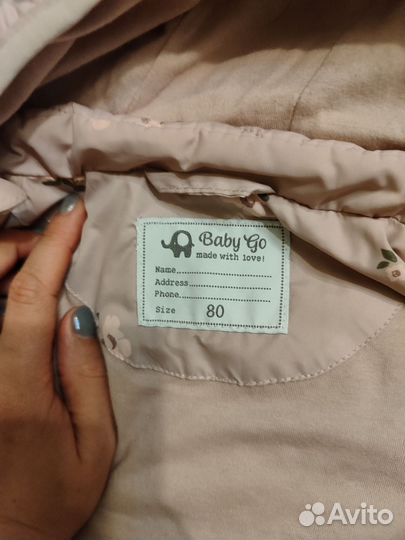 Baby Go
made with love!
Name
Address
Phone
Size 80
Avito